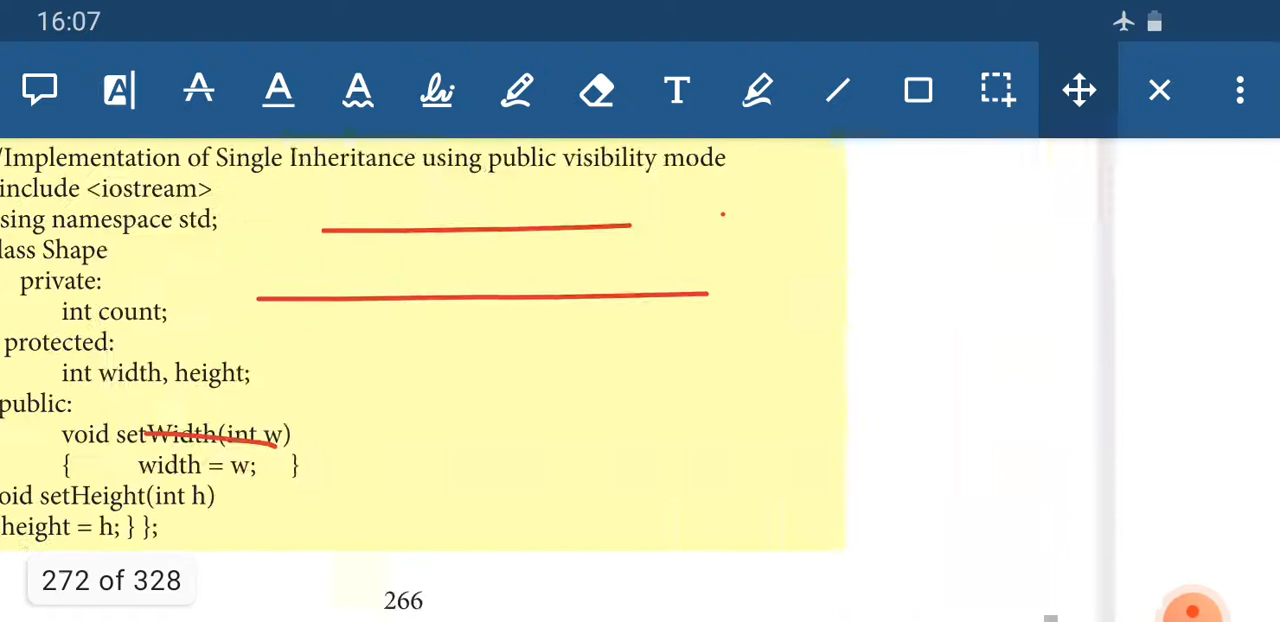 16:07
/Implementation of Single Inheritance using public visibility mode
include <iostream>
sing namespace std;
lass Shape
private:
int count;
protected:
int width, height;
public:
void setWidth(int w)
{ width = w; }
oid setHeight(int h)
height = h; } };
272 of 328
266